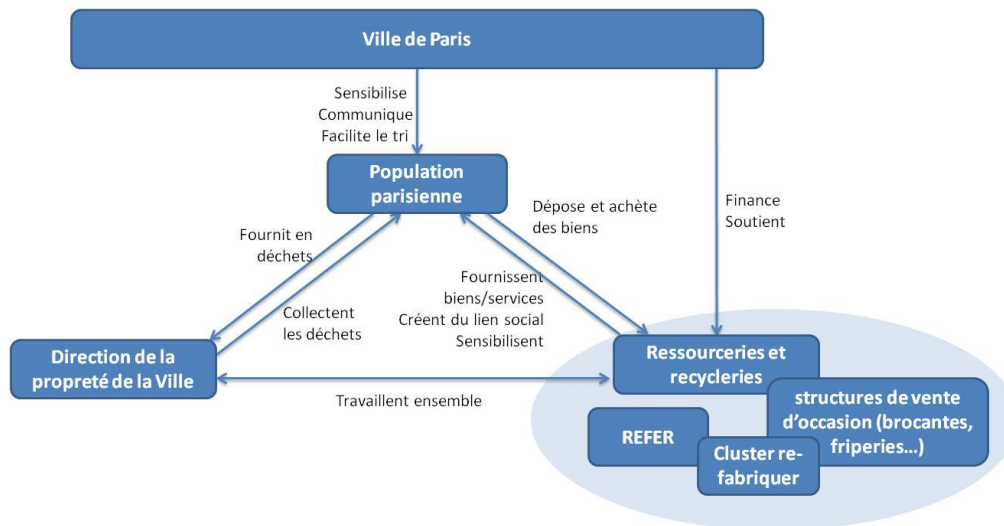 Ville de Paris
Sensibilise
Communique
Facilite le tri
Population
parisienne
Finance
Soutient
Dépose et achète
des biens
Fournit en
déchets
Fournissent
biens/services
Créent du lien social
Sensibilisent
Collectent
les déchets
Direction de la
propreté de la Ville
Travaillent ensemble
Ressourceries et
recycleries
structures de vente
d’occasion (brocantes,
friperies…)
REFER
Cluster re-
fabriquer